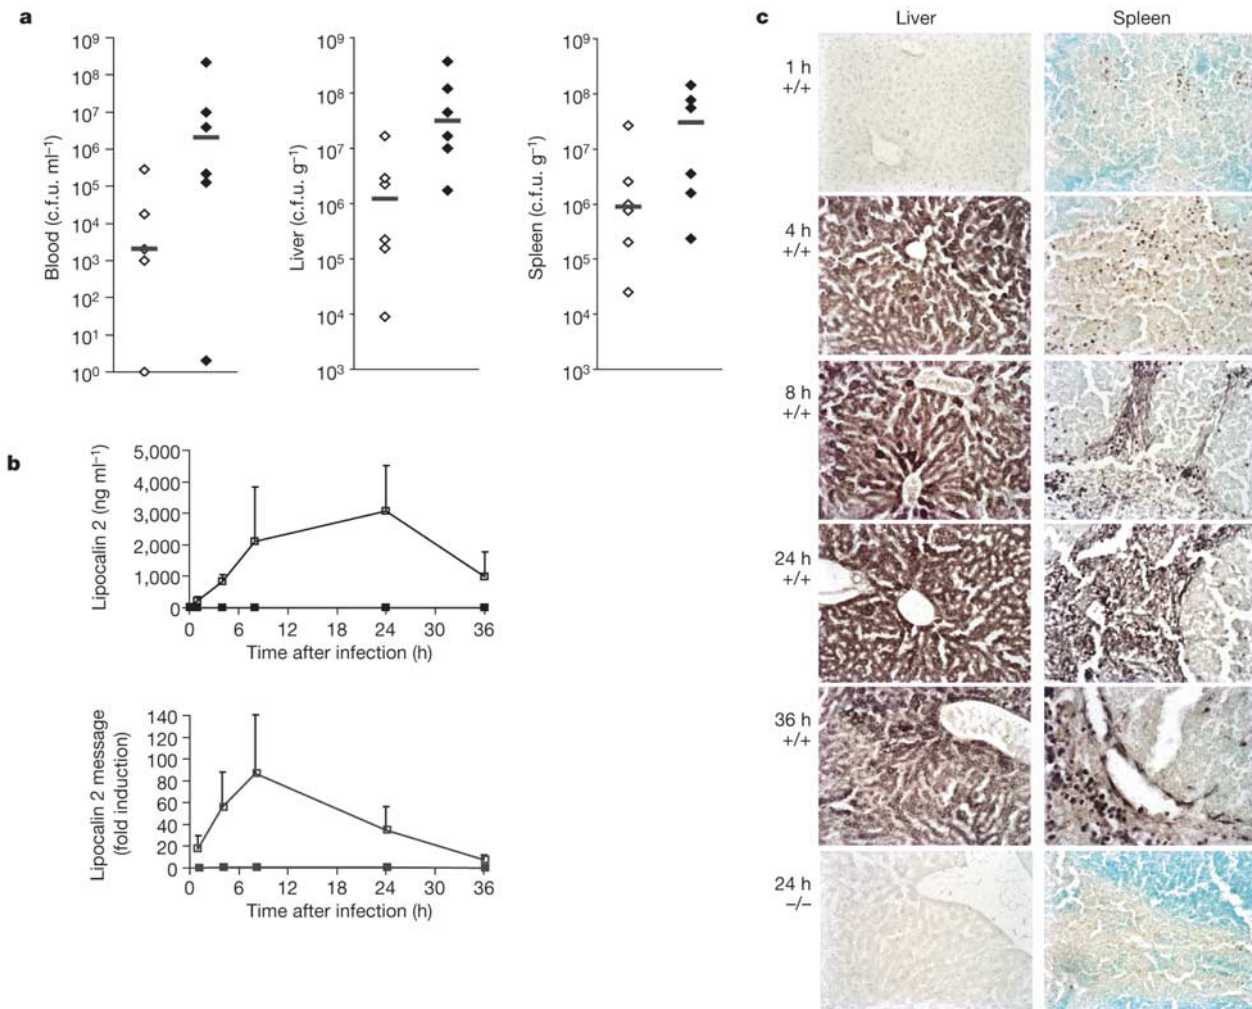 a
Blood (c.f.u. ml⁻¹)
10⁹
10⁸
10⁷
10⁶
10⁵
10⁴
10³
10²
10¹
10⁰
Liver (c.f.u. g⁻¹)
10⁹
10⁸
10⁷
10⁶
10⁵
10⁴
10³
Spleen (c.f.u. g⁻¹)
10⁹
10⁸
10⁷
10⁶
10⁵
10⁴
10³
b
Lipocalin 2 (ng ml⁻¹)
5,000
4,000
3,000
2,000
1,000
0
0 6 12 18 24 30 36
Time after infection (h)
Lipocalin 2 message
(fold induction)
140
120
100
80
60
40
20
0
0 6 12 18 24 30 36
Time after infection (h)
c
Liver Spleen
1 h
+/+
4 h
+/+
8 h
+/+
24 h
+/+
36 h
+/+
24 h
−/−